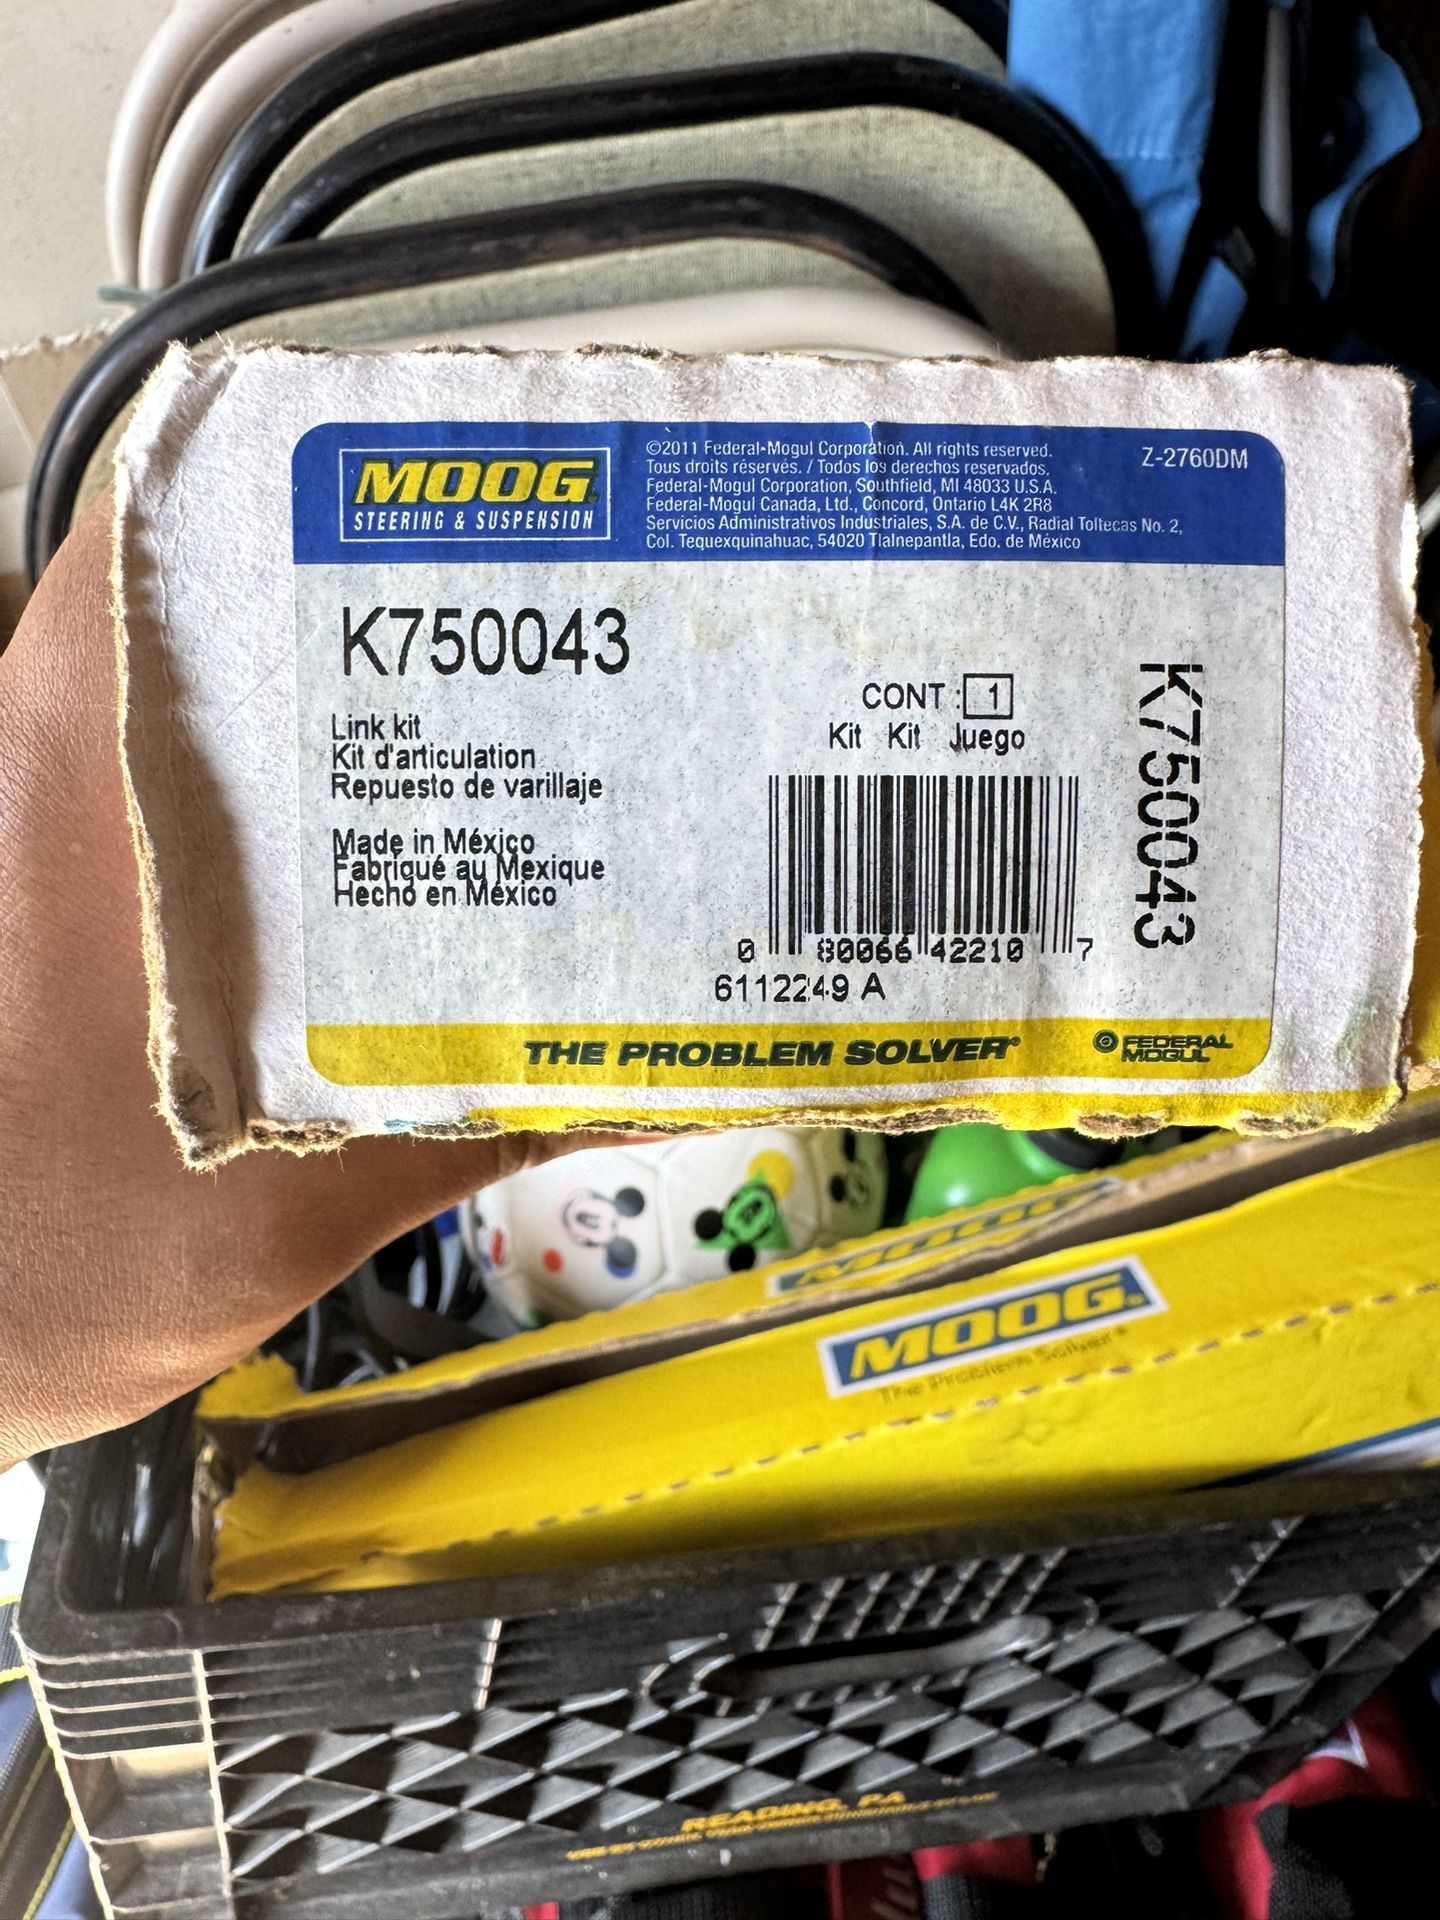 MOOG
STEERING & SUSPENSION
©2011 Federal-Mogul Corporation. All rights reserved.
Tous droits réservés. / Todos los derechos reservados.
Federal-Mogul Corporation, Southfield, MI 48033 U.S.A.
Federal-Mogul Canada, Ltd., Concord, Ontario L4K 2R8
Servicios Administrativos Industriales, S.A. de C.V., Radial Toltecas No. 2,
Col. Tequexquinahuac, 54020 Tlalnepantla, Edo. de México
Z-2760DM
K750043
Link kit
Kit d'articulation
Repuesto de varillaje
Made in México
Fabriqué au Mexique
Hecho en México
CONT : 1
Kit Kit Juego
0 80066 42210 7
6112249 A
K750043
THE PROBLEM SOLVER®
FEDERAL
MOGUL
MOOG
MOOG®
The Problem Solver®
READING, PA